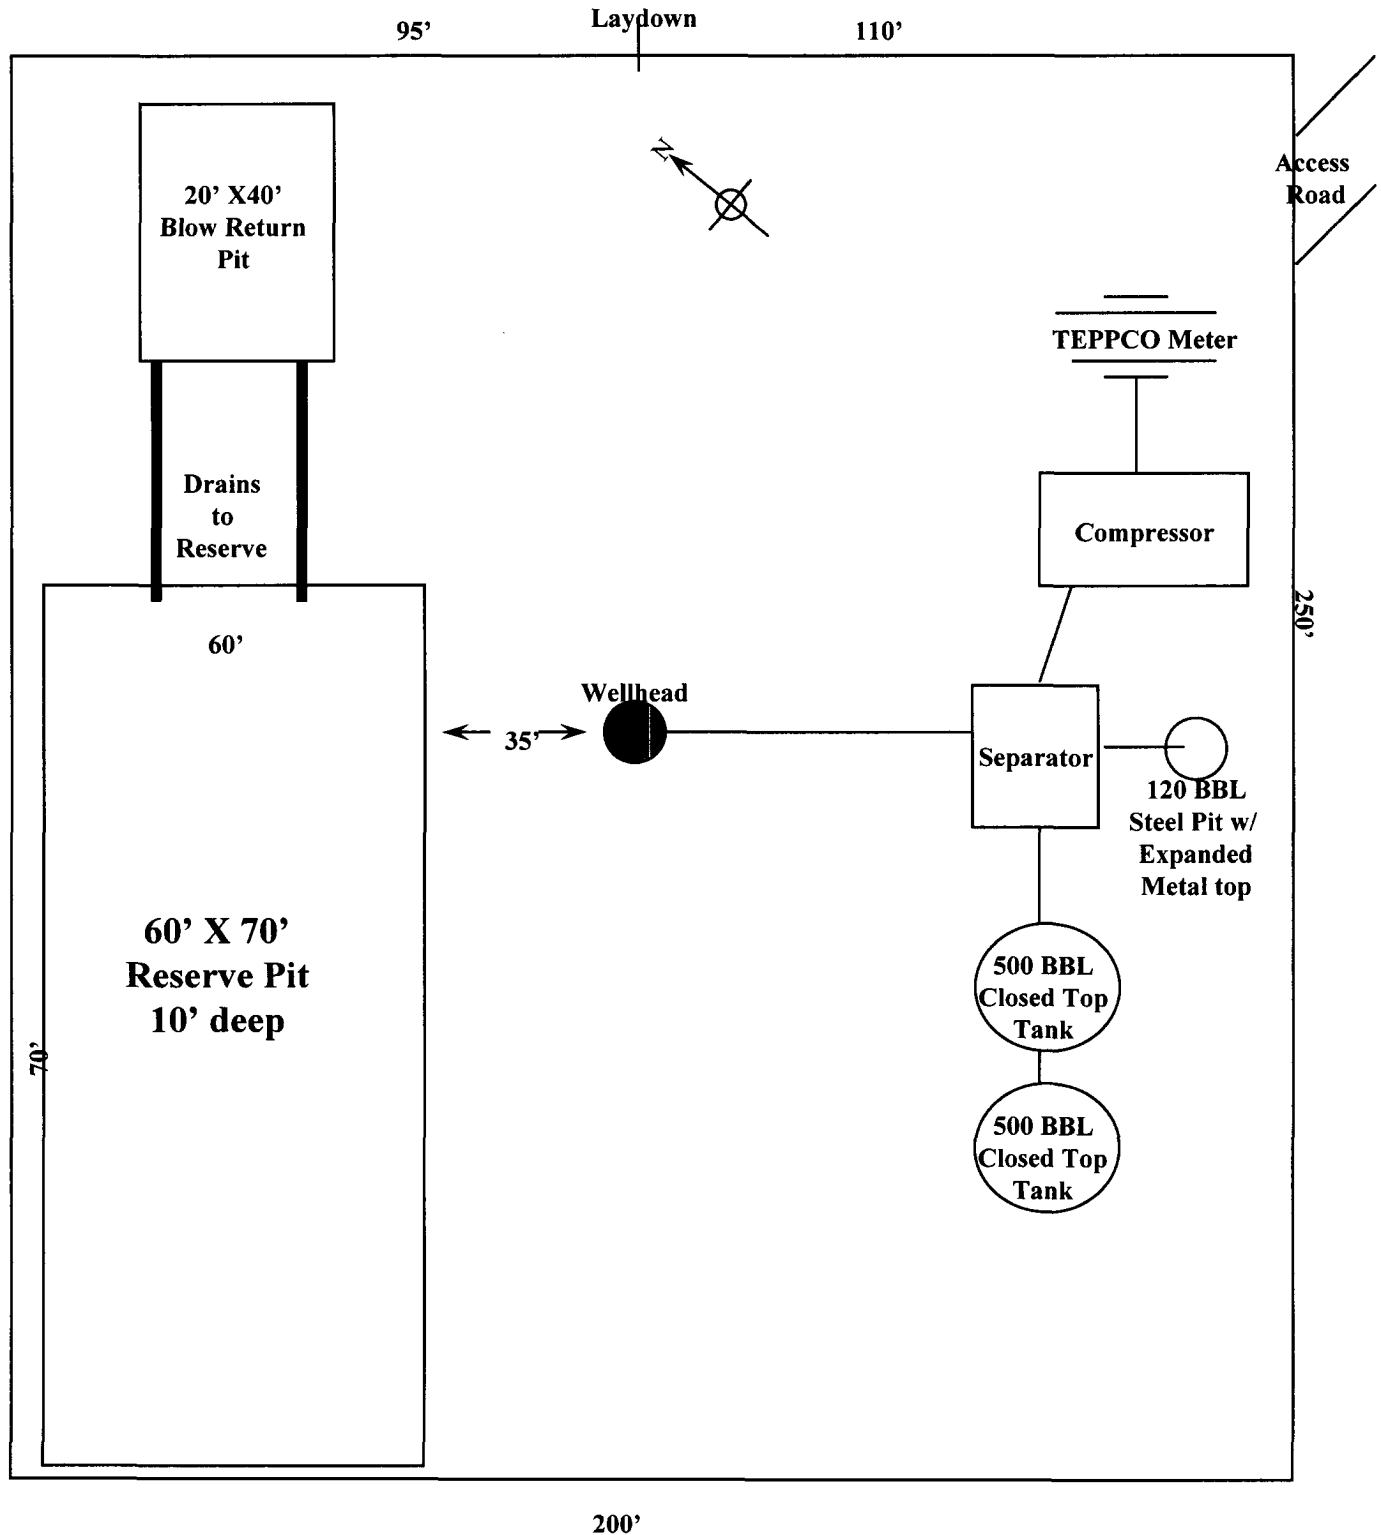 Laydown
95’
110’
N
Access
Road
20’ X40’
Blow Return
Pit
TEPPCO Meter
Drains
to
Reserve
Compressor
250’
60’
Wellhead
35’
Separator
120 BBL
Steel Pit w/
Expanded
Metal top
60’ X 70’
Reserve Pit
10’ deep
500 BBL
Closed Top
Tank
70’
500 BBL
Closed Top
Tank
200’